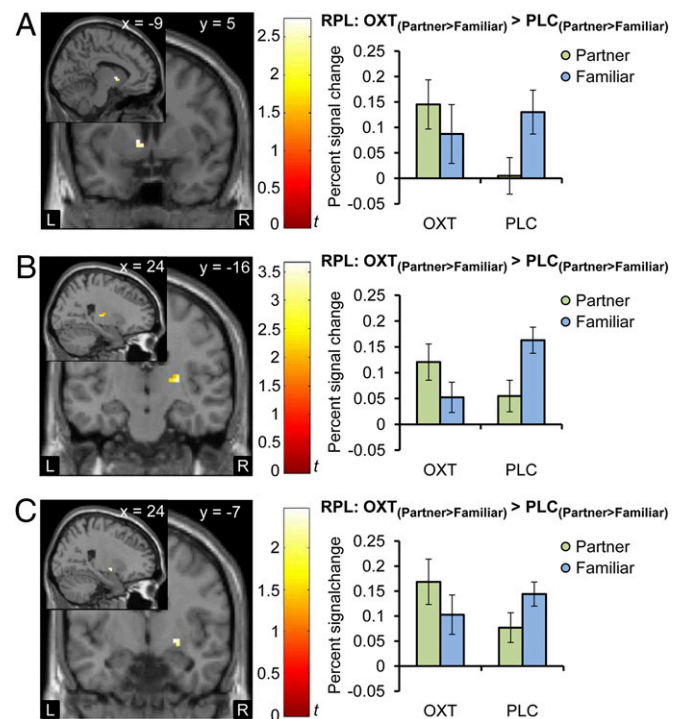 A
x = -9 y = 5
2.5
2
1.5
1
0.5
0
t
L
R
RPL: OXT(Partner>Familiar) > PLC(Partner>Familiar)
Percent signal change
0.25
0.2
0.15
0.1
0.05
0
-0.05
OXT PLC
Partner
Familiar
B
x = 24 y = -16
3.5
3
2.5
2
1.5
1
0.5
0
t
L
R
RPL: OXT(Partner>Familiar) > PLC(Partner>Familiar)
Percent signal change
0.25
0.2
0.15
0.1
0.05
0
-0.05
OXT PLC
Partner
Familiar
C
x = 24 y = -7
2
1.5
1
0.5
0
t
L
R
RPL: OXT(Partner>Familiar) > PLC(Partner>Familiar)
Percent signalchange
0.25
0.2
0.15
0.1
0.05
0
-0.05
OXT PLC
Partner
Familiar